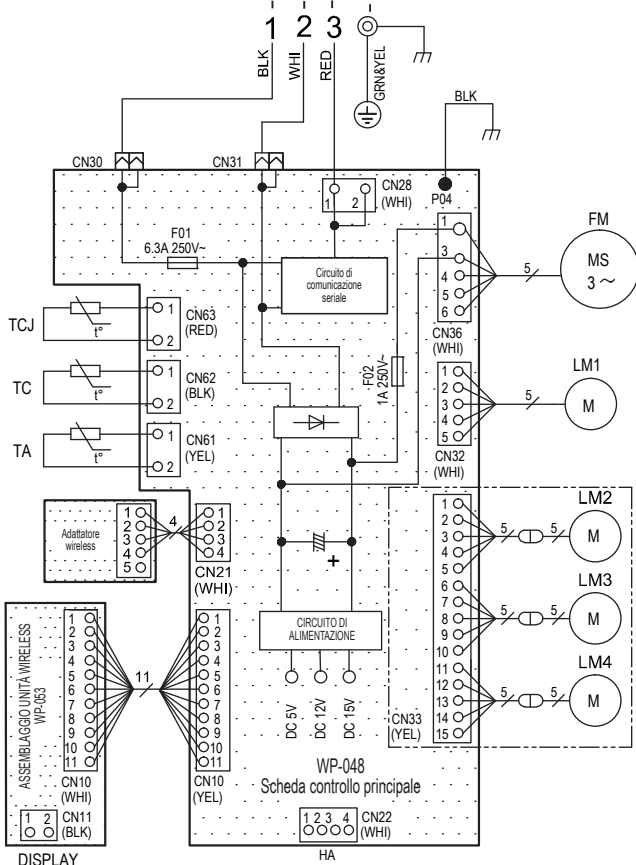 1 2 3
BLK
WHI
RED
GRN&YEL
BLK
CN30
CN31
CN28
(WHI)
1 2
P04
F01
6.3A 250V~
Circuito di
comunicazione
seriale
1
3
4
5
6
CN36
(WHI)
5
FM
MS
3 ~
TCJ
t°
1
2
CN63
(RED)
TC
t°
1
2
CN62
(BLK)
TA
t°
1
2
CN61
(YEL)
F02
1A 250V~
1
2
3
4
5
CN32
(WHI)
5
LM1
M
Adattatore
wireless
1
2
3
4
5
4
1
2
3
4
CN21
(WHI)
+
CIRCUITO DI
ALIMENTAZIONE
DC 5V
DC 12V
DC 15V
1
2
3
4
5
6
7
8
9
10
11
12
13
14
15
CN33
(YEL)
5 5
LM2
M
5 5
LM3
M
5 5
LM4
M
ASSEMBLAGGIO UNITÀ WIRELESS
WP-053
1
2
3
4
5
6
7
8
9
10
11
CN10
(WHI)
11
1
2
3
4
5
6
7
8
9
10
11
CN10
(YEL)
1 2
CN11
(BLK)
DISPLAY
WP-048
Scheda controllo principale
1 2 3 4
CN22
(WHI)
HA